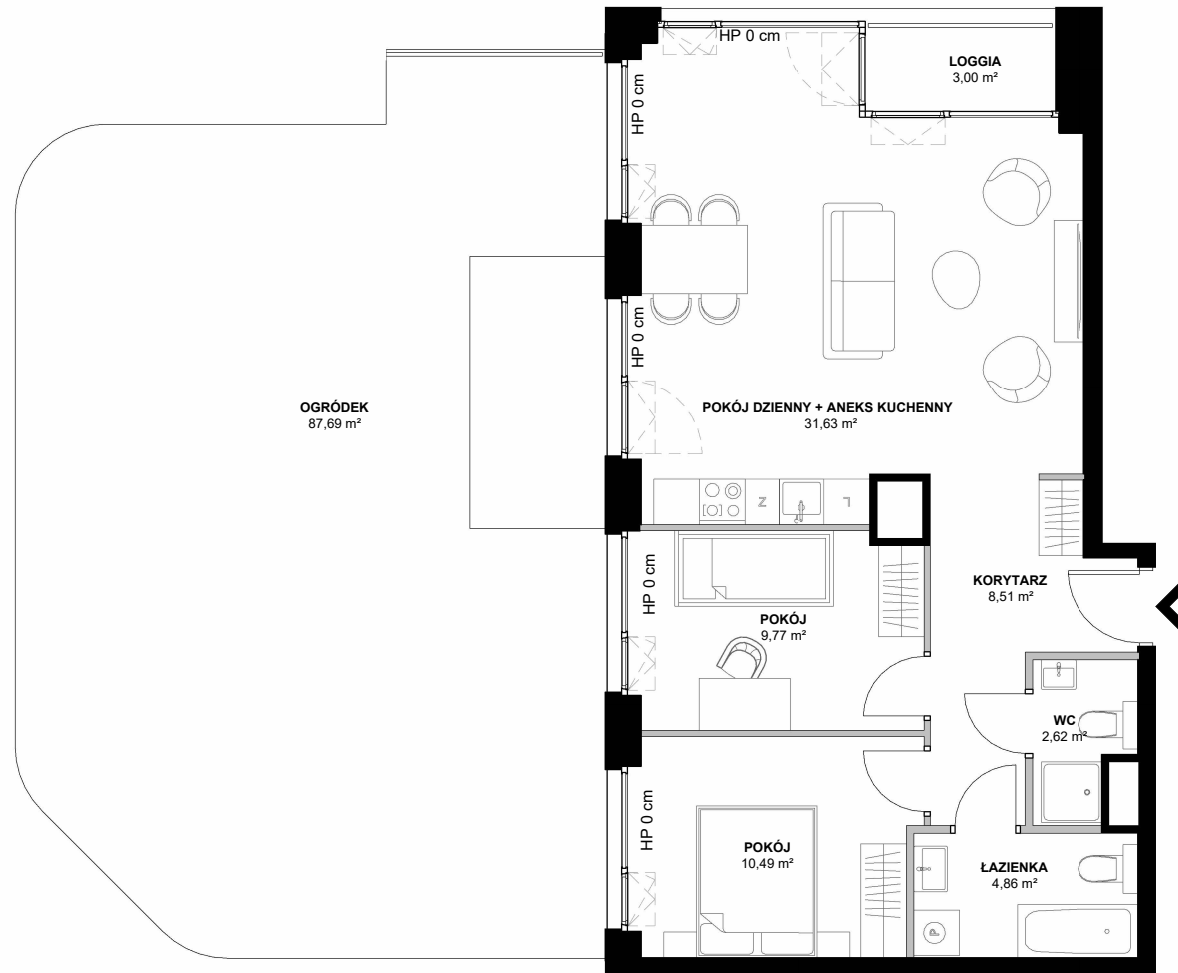 HP 0 cm
LOGGIA
3,00 m²
HP 0 cm
HP 0 cm
OGRÓDEK
87,69 m²
POKÓJ DZIENNY + ANEKS KUCHENNY
31,63 m²
Z
L
HP 0 cm
KORYTARZ
8,51 m²
POKÓJ
9,77 m²
WC
2,62 m²
HP 0 cm
POKÓJ
10,49 m²
ŁAZIENKA
4,86 m²
P